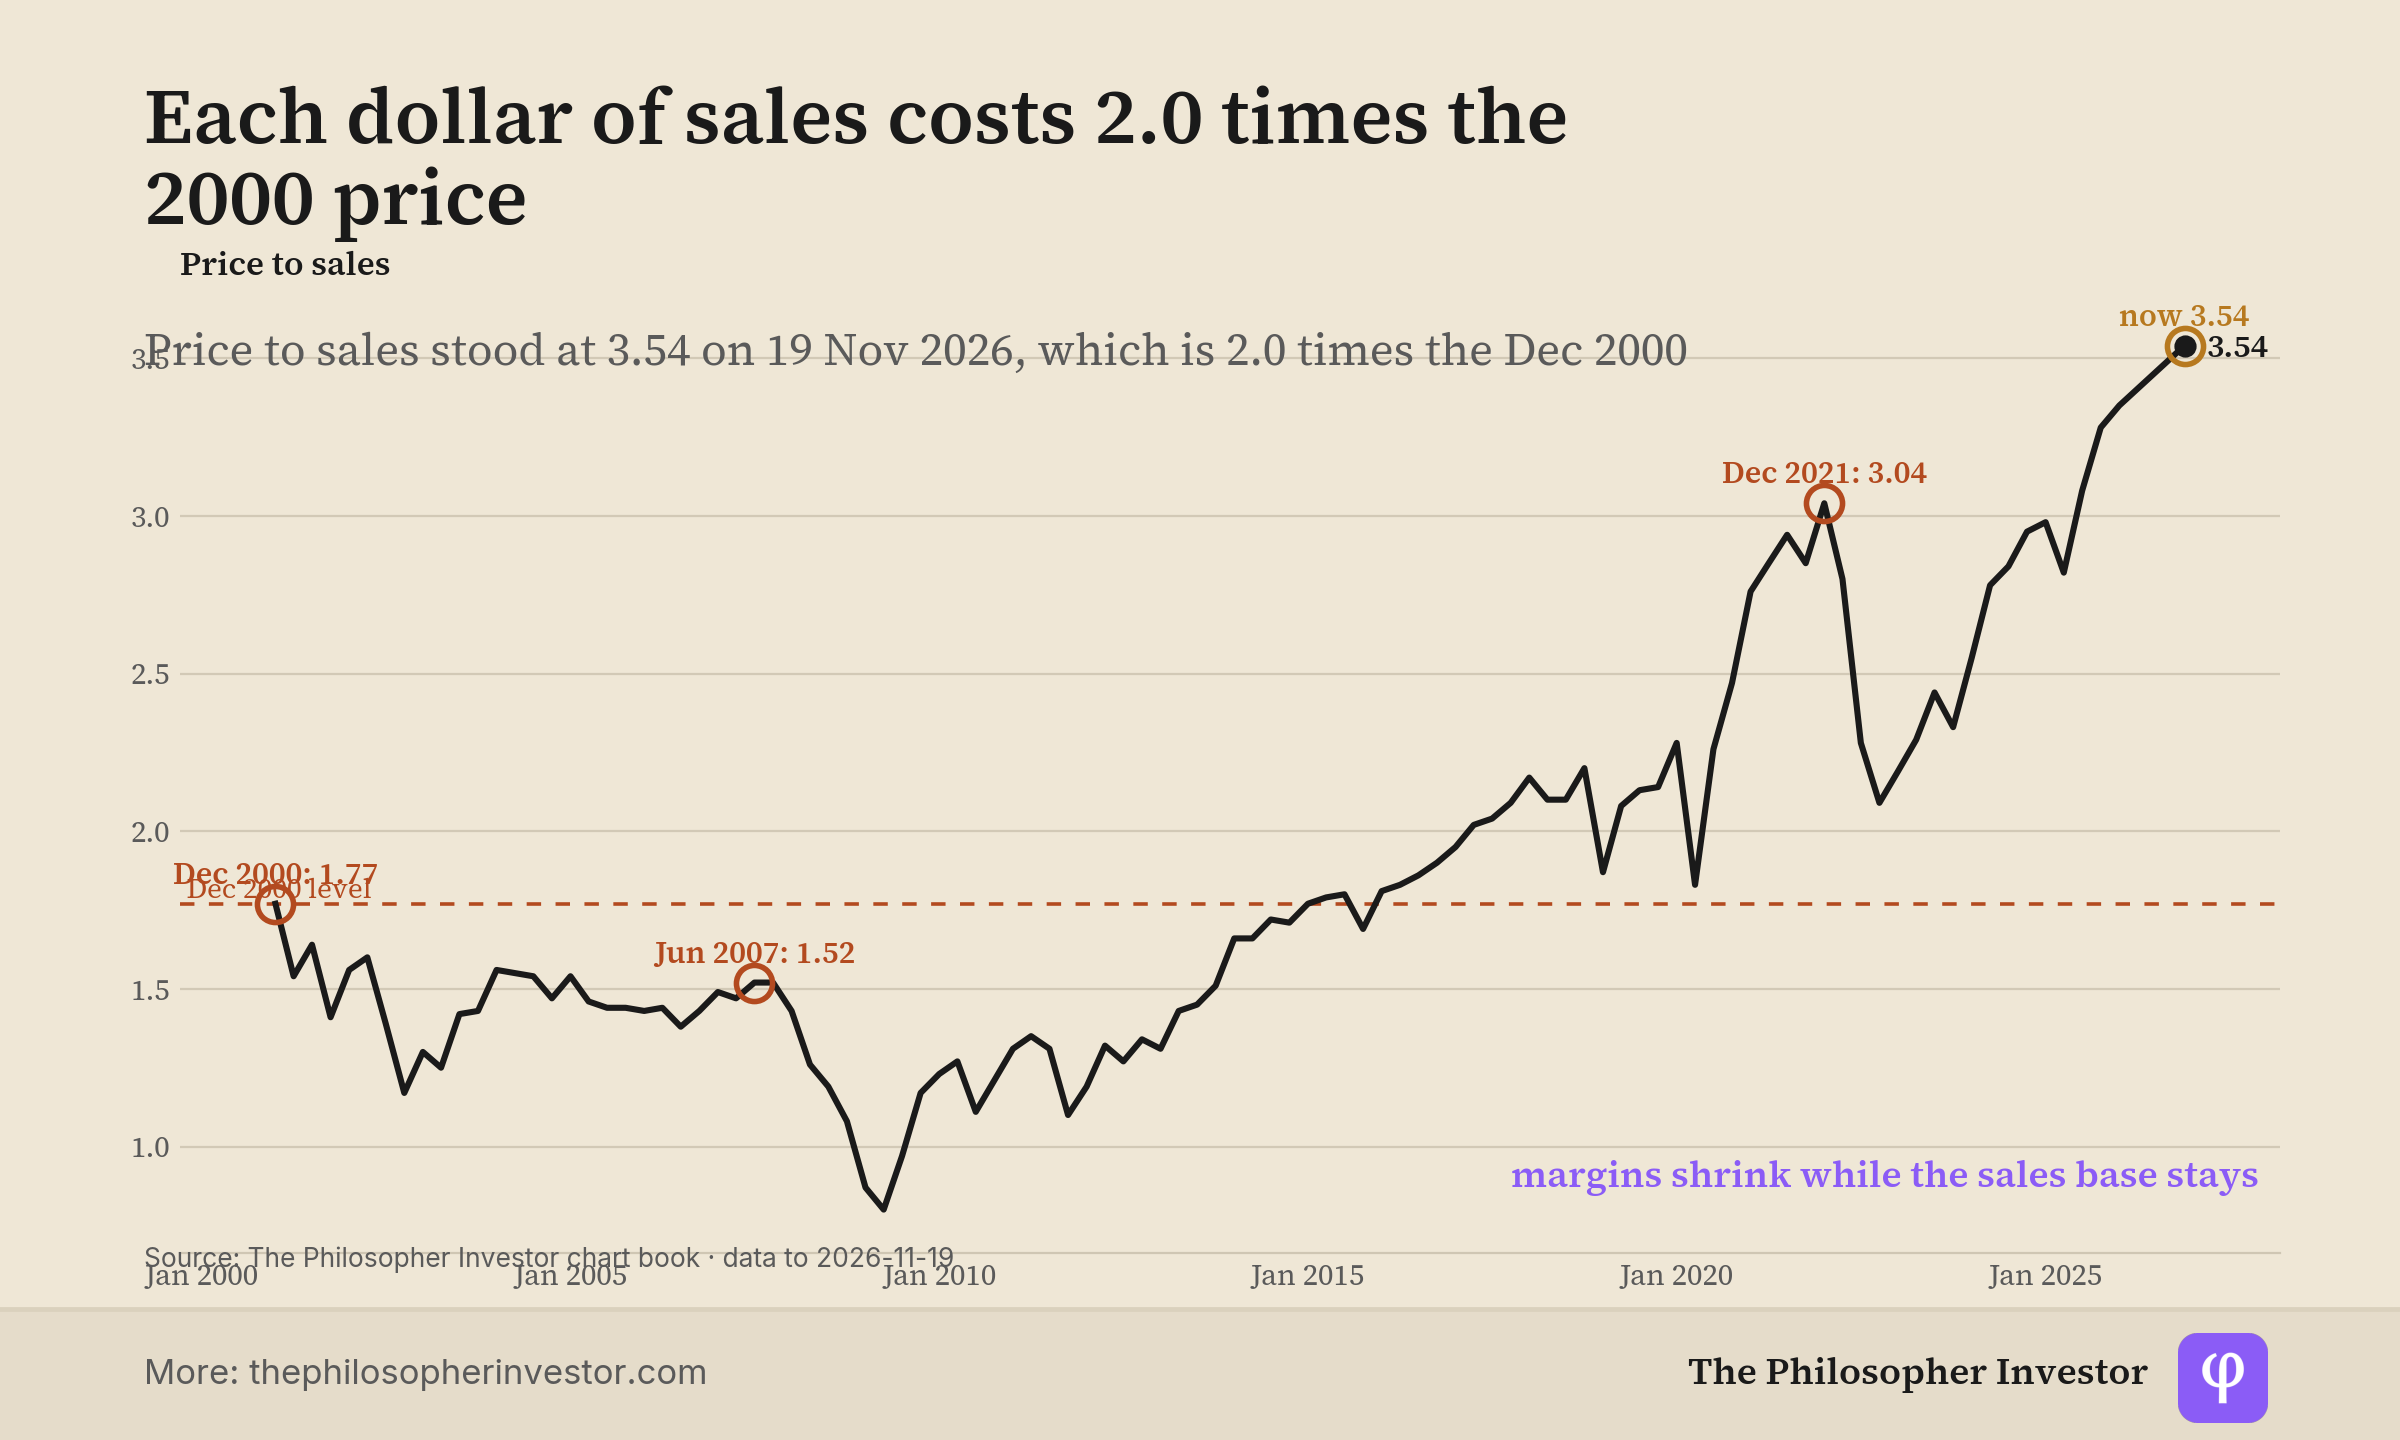 Each dollar of sales costs 2.0 times the
2000 price
Price to sales
Price to sales stood at 3.54 on 19 Nov 2026, which is 2.0 times the Dec 2000
now 3.54
3.54
3.5
Dec 2021: 3.04
3.0
2.5
2.0
Dec 2000: 1.77
Dec 2000 level
Jun 2007: 1.52
1.5
1.0
margins shrink while the sales base stays
Source: The Philosopher Investor chart book · data to 2026-11-19
Jan 2000 Jan 2005 Jan 2010 Jan 2015 Jan 2020 Jan 2025
More: thephilosopherinvestor.com
The Philosopher Investor φ